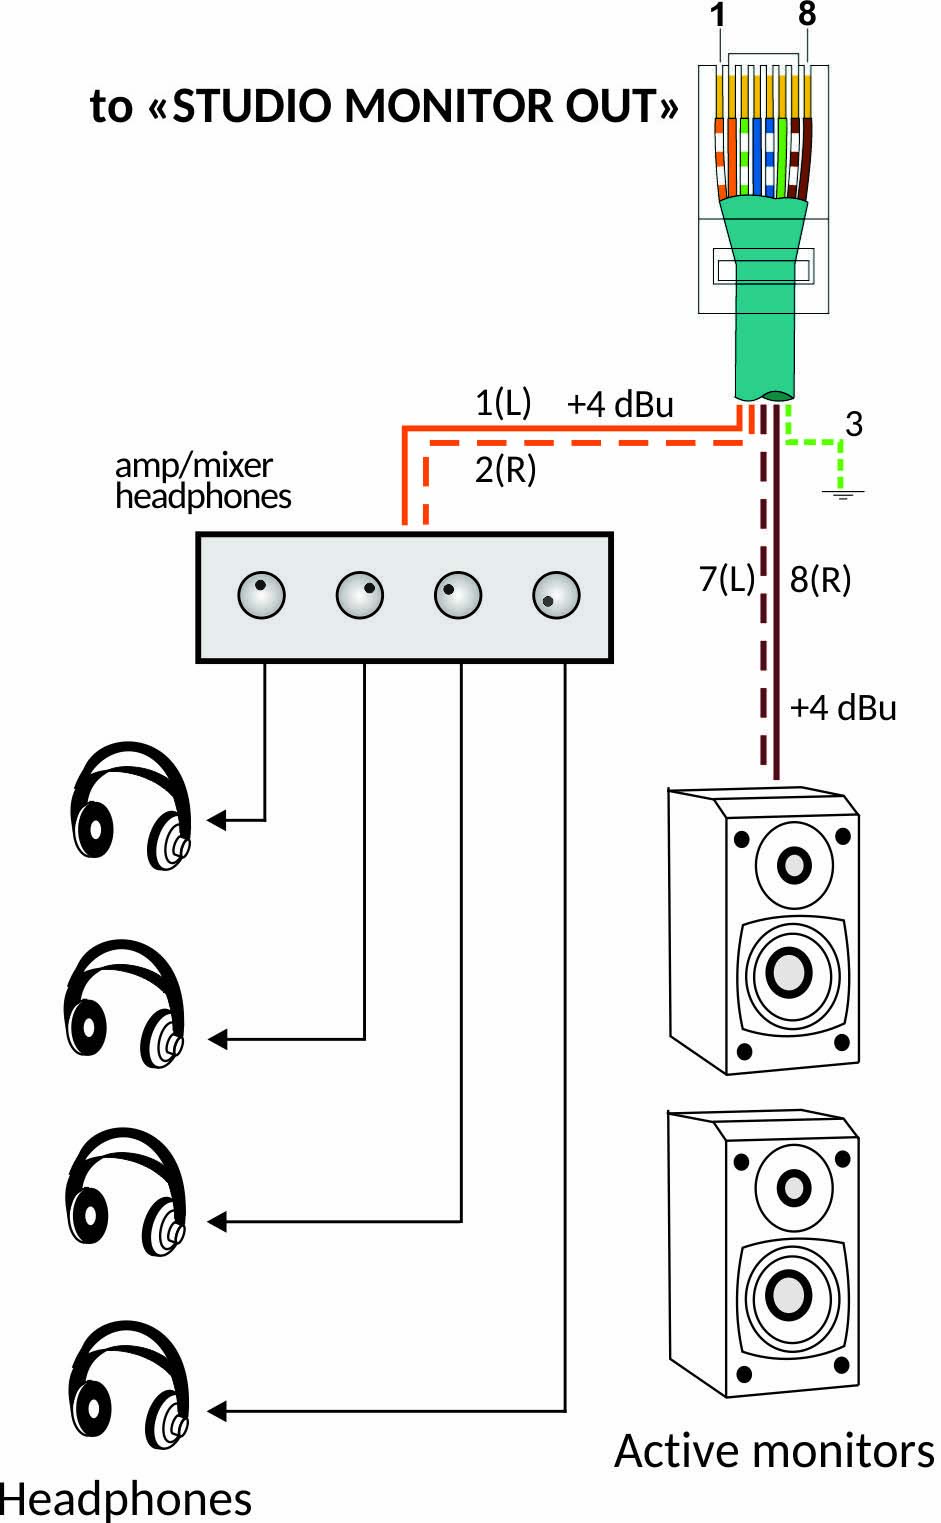 1
8
to «STUDIO MONITOR OUT»
1(L) +4 dBu
3
2(R)
amp/mixer
headphones
7(L)
8(R)
+4 dBu
Active monitors
Headphones